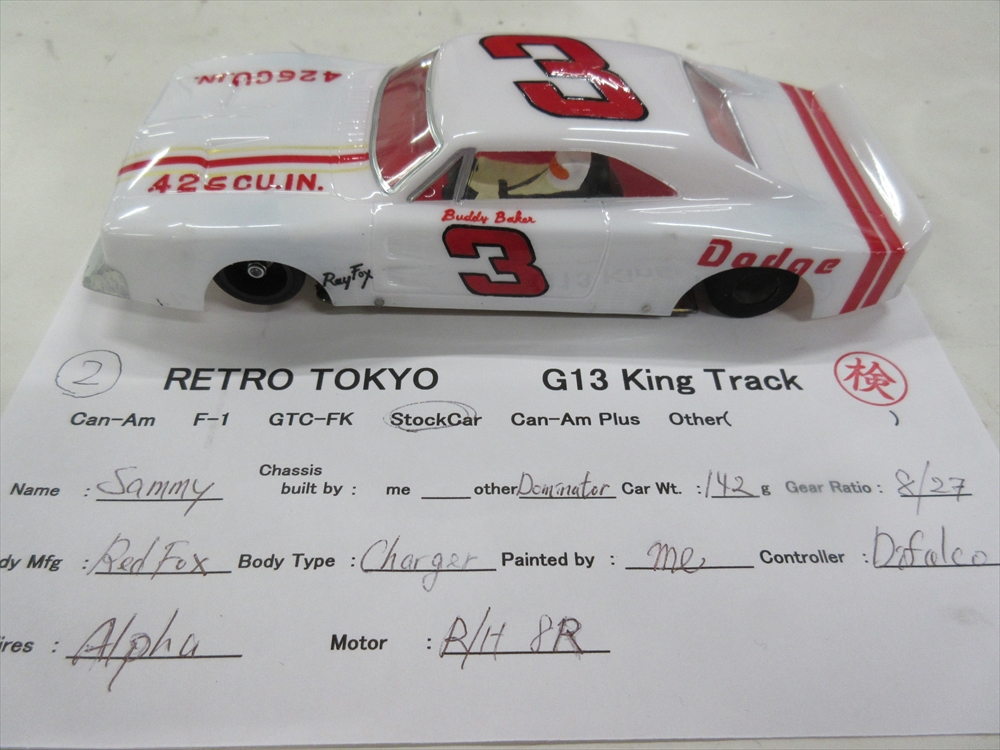 426CU.IN.
3
.426CU.IN.
Buddy Baker
3
Ray Fox
Dodge
2 RETRO TOKYO G13 King Track 検
Can-Am F-1 GTC-FK StockCar Can-Am Plus Other( )
Name : Sammy Chassis built by : me ____ other Dominator Car Wt. : 142 g Gear Ratio : 8/27
dy Mfg : Red Fox Body Type : Charger Painted by : me Controller : Difalco
ires : Alpha Motor : R/H 8R